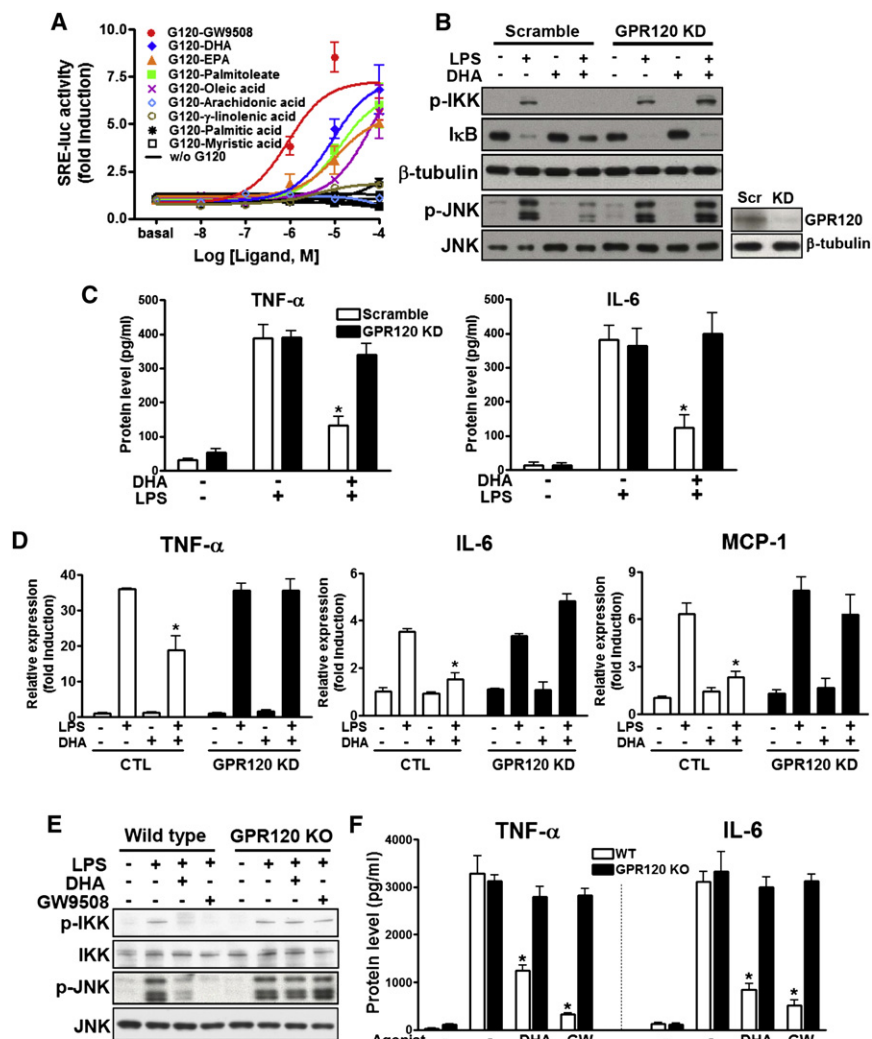 A
SRE-luc activity
(fold Induction)
10.0
7.5
5.0
2.5
0.0
G120-GW9508
G120-DHA
G120-EPA
G120-Palmitoleate
G120-Oleic acid
G120-Arachidonic acid
G120-γ-linolenic acid
G120-Palmitic acid
G120-Myristic acid
w/o G120
basal -8 -7 -6 -5 -4
Log [Ligand, M]
B
Scramble GPR120 KD
LPS - + - + - + - +
DHA - - + + - - + +
p-IKK
IκB
β-tubulin
p-JNK
JNK
Scr KD
GPR120
β-tubulin
C
TNF-α
Scramble
GPR120 KD
Protein level (pg/ml)
500
400
300
200
100
0
DHA - - +
LPS - + +
IL-6
Protein level (pg/ml)
500
400
300
200
100
0
*
*
- - +
- + +
DHA
LPS
D
TNF-α
Relative expression
(fold Induction)
40
30
20
10
0
*
LPS - + - + - + - +
DHA - - + + - - + +
CTL GPR120 KD
IL-6
Relative expression
(fold Induction)
6
4
2
0
*
LPS - + - + - + - +
DHA - - + + - - + +
CTL GPR120 KD
MCP-1
Relative expression
(fold Induction)
9
6
3
0
*
LPS - + - + - + - +
DHA - - + + - - + +
CTL GPR120 KD
E
Wild type GPR120 KO
LPS - + + + - + + +
DHA - - + - - - + -
GW9508 - - - + - - - +
p-IKK
IKK
p-JNK
JNK
F
TNF-α IL-6
WT
GPR120 KO
Protein level (pg/ml)
4000
3000
2000
1000
0
* * * *
Agonist - - DHA GW - - DHA GW